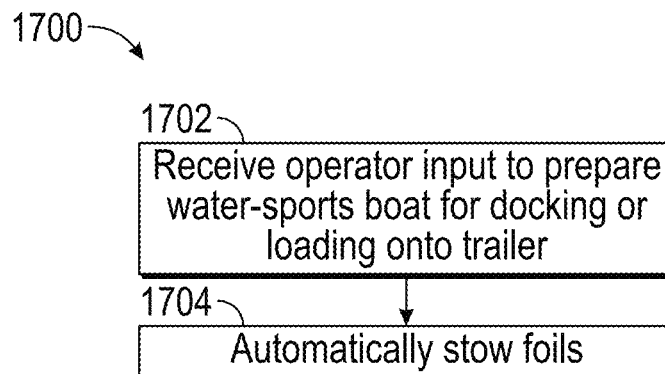 1700
1702
Receive operator input to prepare
water-sports boat for docking or
loading onto trailer
1704
Automatically stow foils